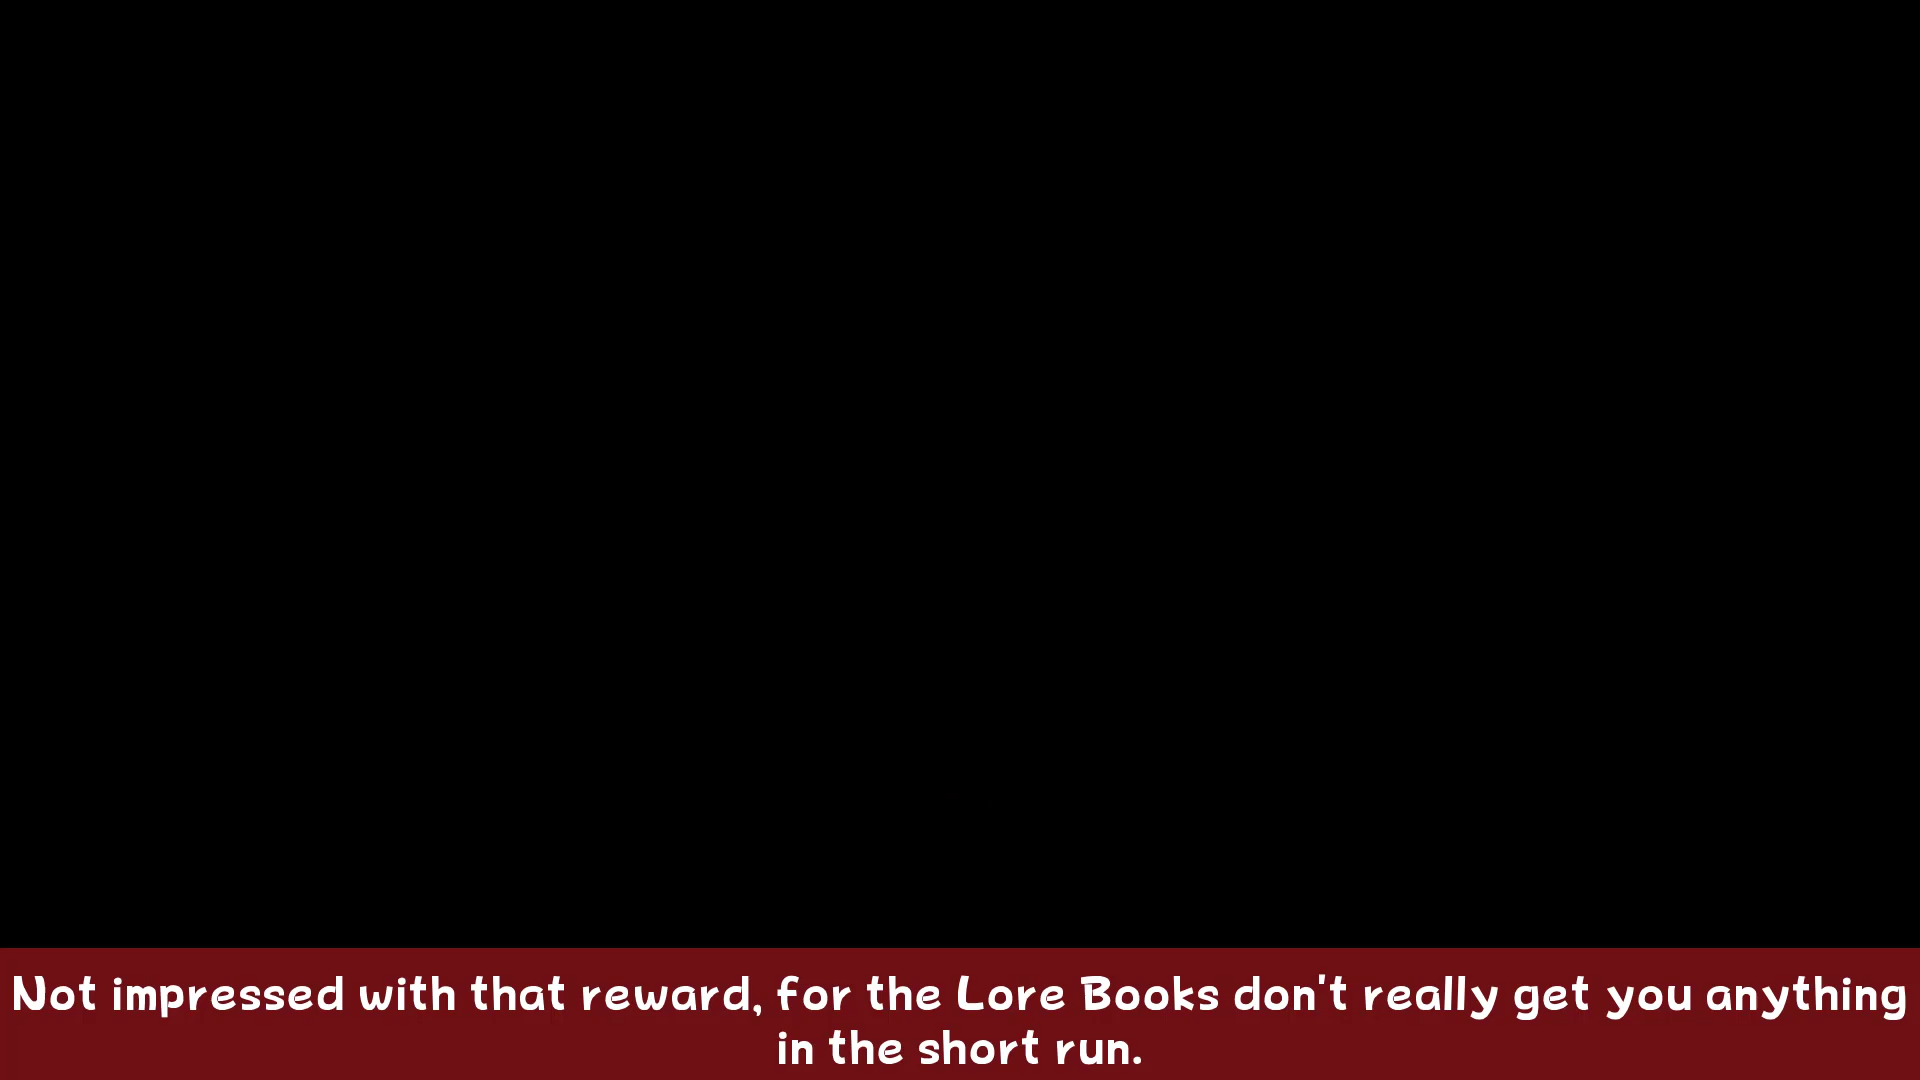 Not impressed with that reward, for the Lore Books don't really get you anything
in the short run.